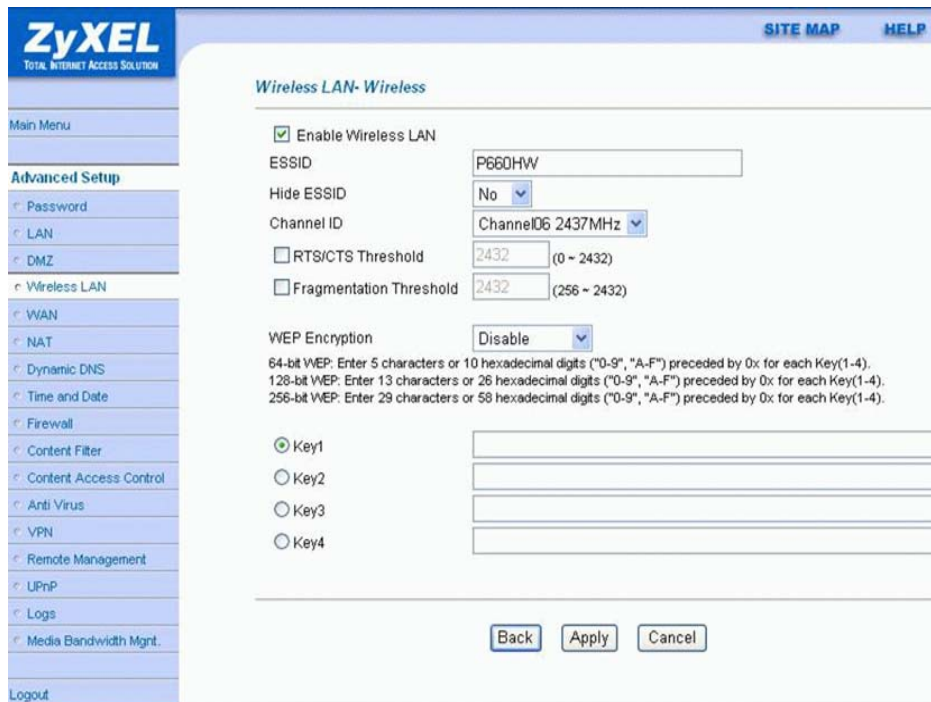 ZyXEL
TOTAL INTERNET ACCESS SOLUTION
SITE MAP HELP
Main Menu
Advanced Setup
Password
LAN
DMZ
Wireless LAN
WAN
NAT
Dynamic DNS
Time and Date
Firewall
Content Filter
Content Access Control
Anti Virus
VPN
Remote Management
UPnP
Logs
Media Bandwidth Mgnt.
Logout
Wireless LAN- Wireless
Enable Wireless LAN
ESSID P660HW
Hide ESSID No
Channel ID Channel06 2437MHz
RTS/CTS Threshold 2432 (0 ~ 2432)
Fragmentation Threshold 2432 (256 ~ 2432)
WEP Encryption Disable
64-bit WEP: Enter 5 characters or 10 hexadecimal digits ("0-9", "A-F") preceded by 0x for each Key(1-4).
128-bit WEP: Enter 13 characters or 26 hexadecimal digits ("0-9", "A-F") preceded by 0x for each Key(1-4).
256-bit WEP: Enter 29 characters or 58 hexadecimal digits ("0-9", "A-F") preceded by 0x for each Key(1-4).
Key1
Key2
Key3
Key4
Back Apply Cancel